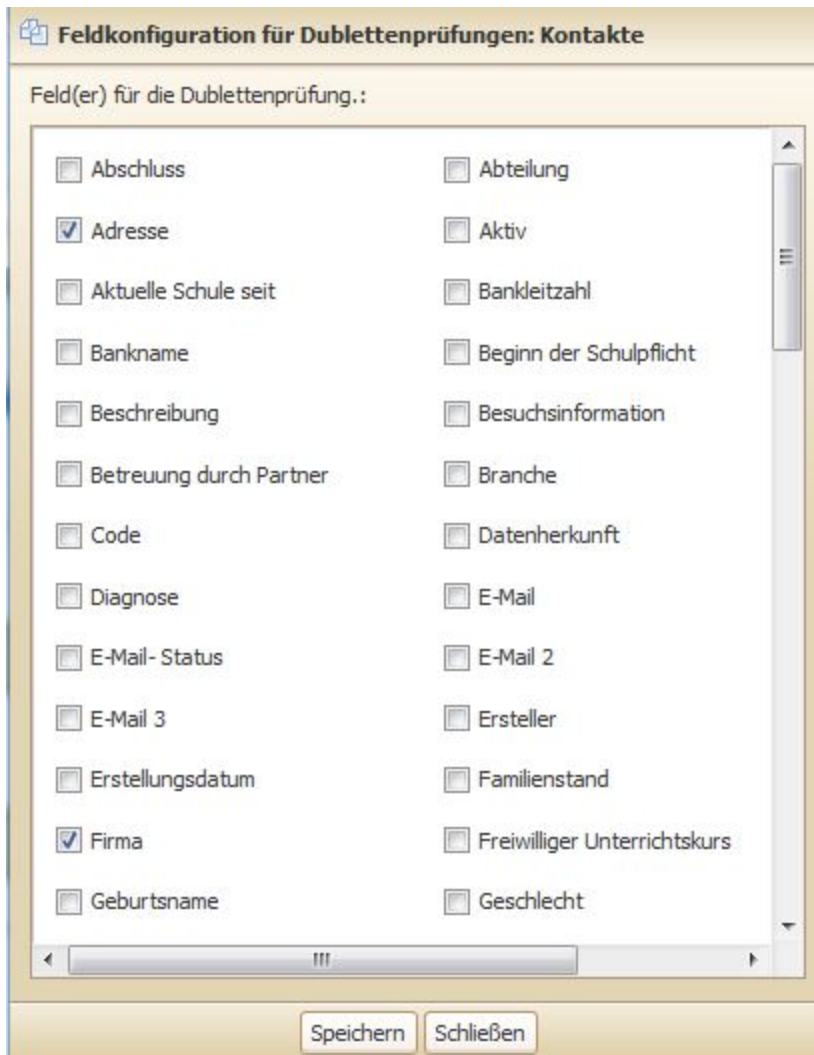 Feldkonfiguration für Dublettenprüfungen: Kontakte
Feld(er) für die Dublettenprüfung.:
Abschluss Abteilung
Adresse Aktiv
Aktuelle Schule seit Bankleitzahl
Bankname Beginn der Schulpflicht
Beschreibung Besuchsinformation
Betreuung durch Partner Branche
Code Datenherkunft
Diagnose E-Mail
E-Mail- Status E-Mail 2
E-Mail 3 Ersteller
Erstellungsdatum Familienstand
Firma Freiwilliger Unterrichtskurs
Geburtsname Geschlecht
Speichern Schließen